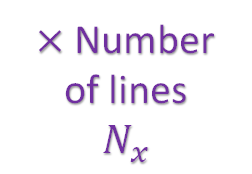 × Number
of lines
Nₓ